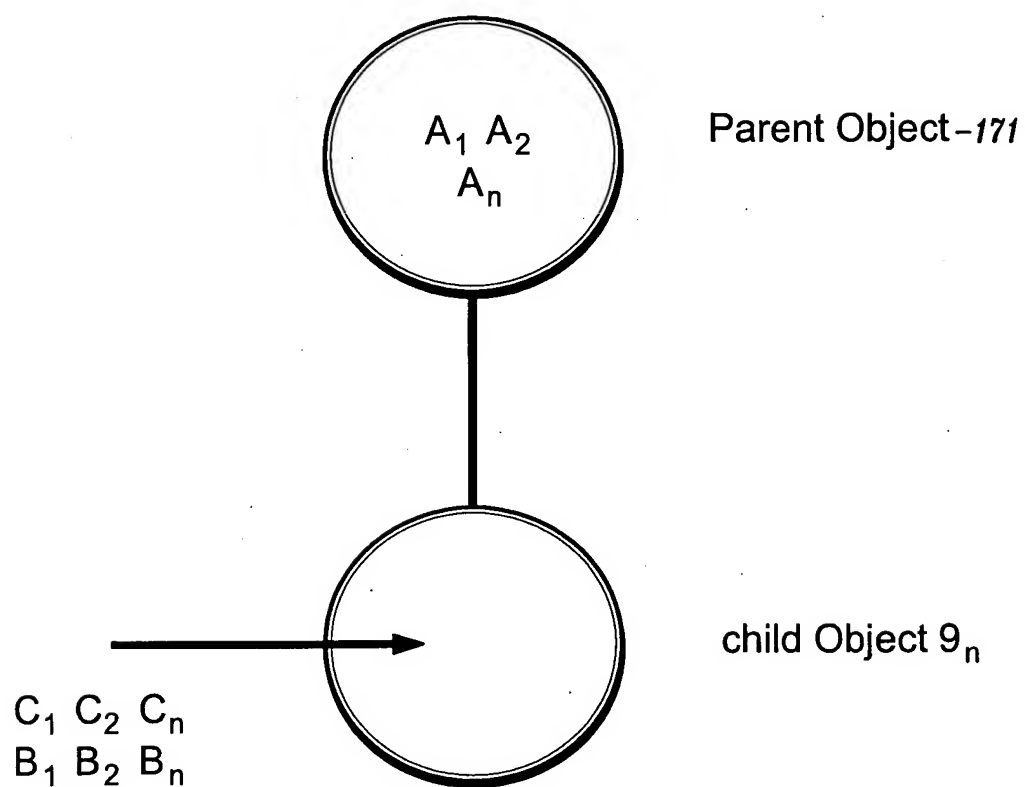 A₁ A₂
Aₙ
Parent Object-171
child Object 9ₙ
C₁ C₂ Cₙ
B₁ B₂ Bₙ